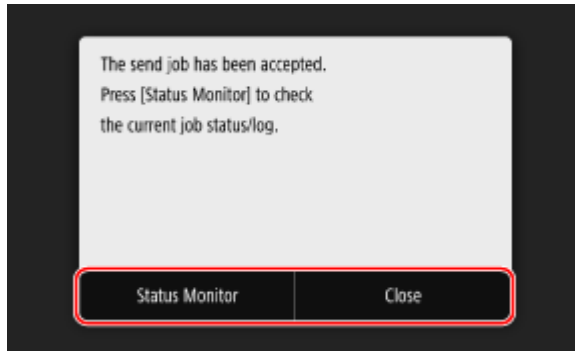 The send job has been accepted.
Press [Status Monitor] to check
the current job status/log.
Status Monitor
Close